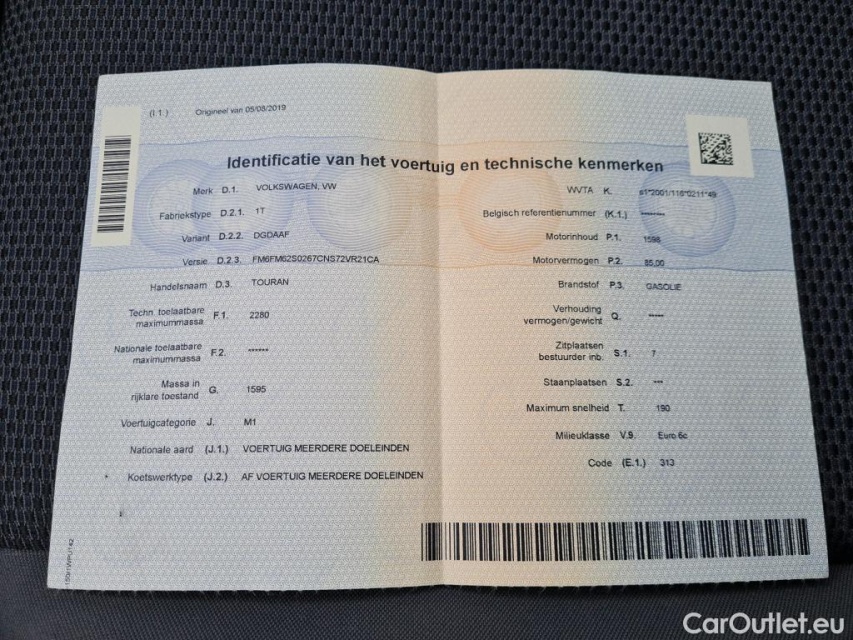 (I.1.) Origineel van 05/08/2019
Identificatie van het voertuig en technische kenmerken
Merk D.1. VOLKSWAGEN, VW
Fabriekstype D.2.1. 1T
Variant D.2.2. DGDAAF
Versie D.2.3. FM6FM62S0267CNS72VR21CA
Handelsnaam D.3. TOURAN
Techn. toelaatbare
maximummassa F.1. 2280
Nationale toelaatbare
maximummassa F.2. ******
Massa in
rijklare toestand G. 1595
Voertuigcategorie J. M1
Nationale aard (J.1.) VOERTUIG MEERDERE DOELEINDEN
Koetswerktype (J.2.) AF VOERTUIG MEERDERE DOELEINDEN
WVTA K. e1*2001/116*0211*49
Belgisch referentienummer (K.1.) *******
Motorinhoud P.1. 1598
Motorvermogen P.2. 85,00
Brandstof P.3. GASOLIE
Verhouding
vermogen/gewicht Q. *****
Zitplaatsen
bestuurder inb. S.1. 7
Staanplaatsen S.2. ***
Maximum snelheid T. 190
Milieuklasse V.9. Euro 6c
Code (E.1.) 313
CarOutlet.eu